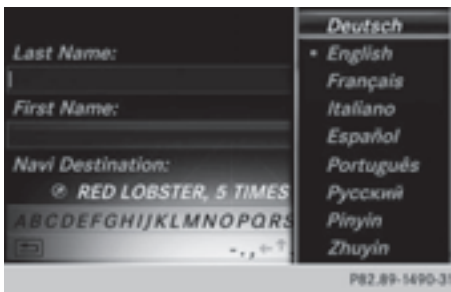 Last Name:
First Name:
Navi Destination:
RED LOBSTER, 5 TIMES
ABCDEFGHIJKLMNOPQRS
-.,←↑
Deutsch
• English
Français
Italiano
Español
Português
Русский
Pinyin
Zhuyin
P82.89-1490-31